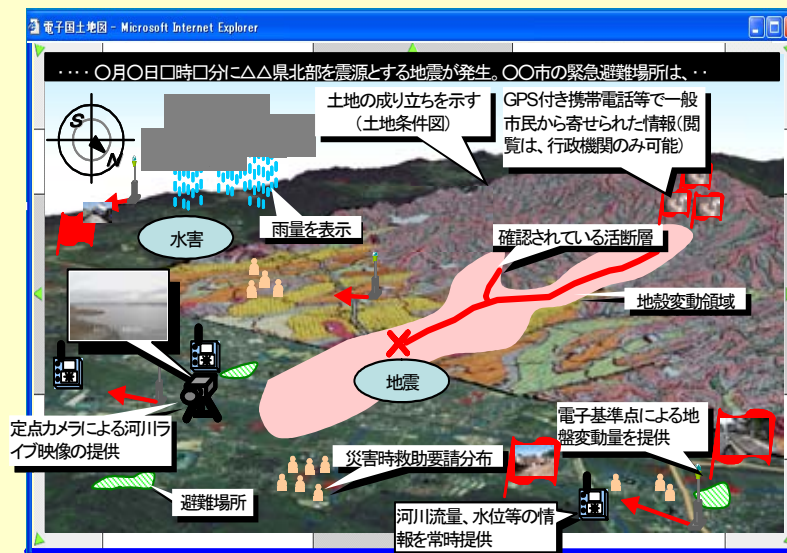 電子国土地図 - Microsoft Internet Explorer
‥‥ 〇月〇日□時□分に△△県北部を震源とする地震が発生。〇〇市の緊急避難場所は、‥
土地の成り立ちを示す
(土地条件図)
GPS付き携帯電話等で一般
市民から寄せられた情報(閲
覧は、行政機関のみ可能)
S
N
雨量を表示
水害
確認されている活断層
地殻変動領域
地震
定点カメラによる河川ラ
イブ映像の提供
電子基準点による地
盤変動量を提供
災害時救助要請分布
避難場所
河川流量、水位等の情
報を常時提供